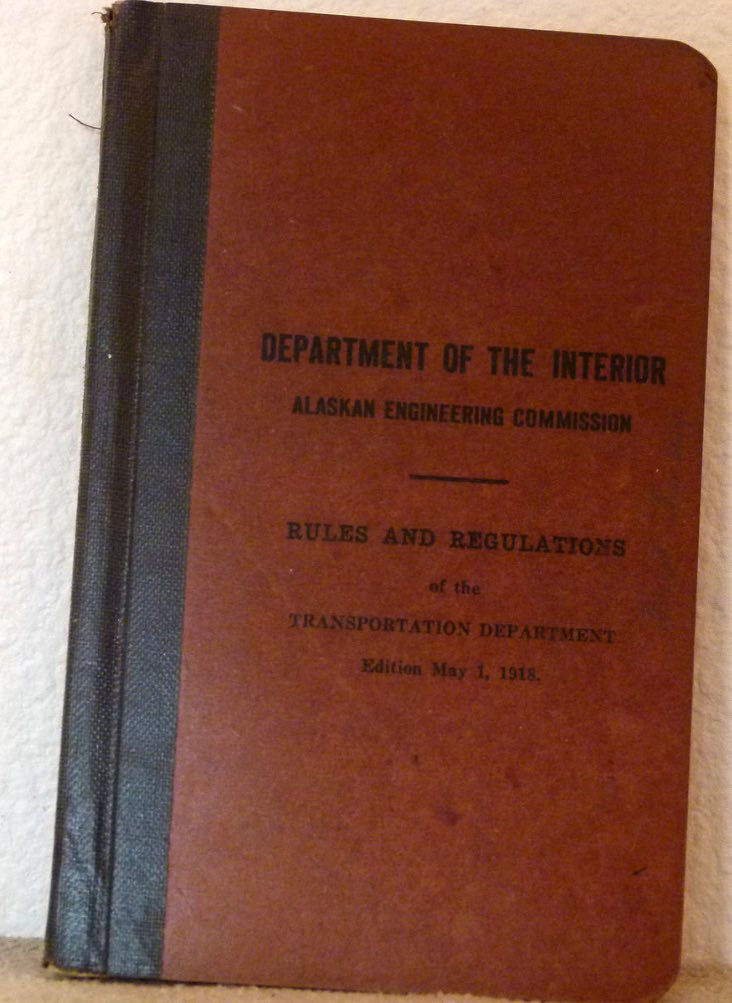 DEPARTMENT OF THE INTERIOR
ALASKAN ENGINEERING COMMISSION
RULES AND REGULATIONS
of the
TRANSPORTATION DEPARTMENT
Edition May 1, 1918.